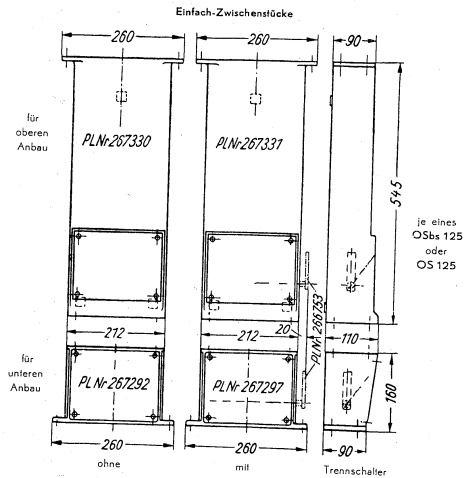 Einfach-Zwischenstücke
260
260
90
für
oberen
Anbau
PLNr.267330
PLNr.267331
545
je eines
OSbs 125
oder
OS 125
PLNr.268753
212
212
20
110
für
unteren
Anbau
PLNr.267292
PLNr.267297
160
260
260
90
ohne
mit
Trennschalter